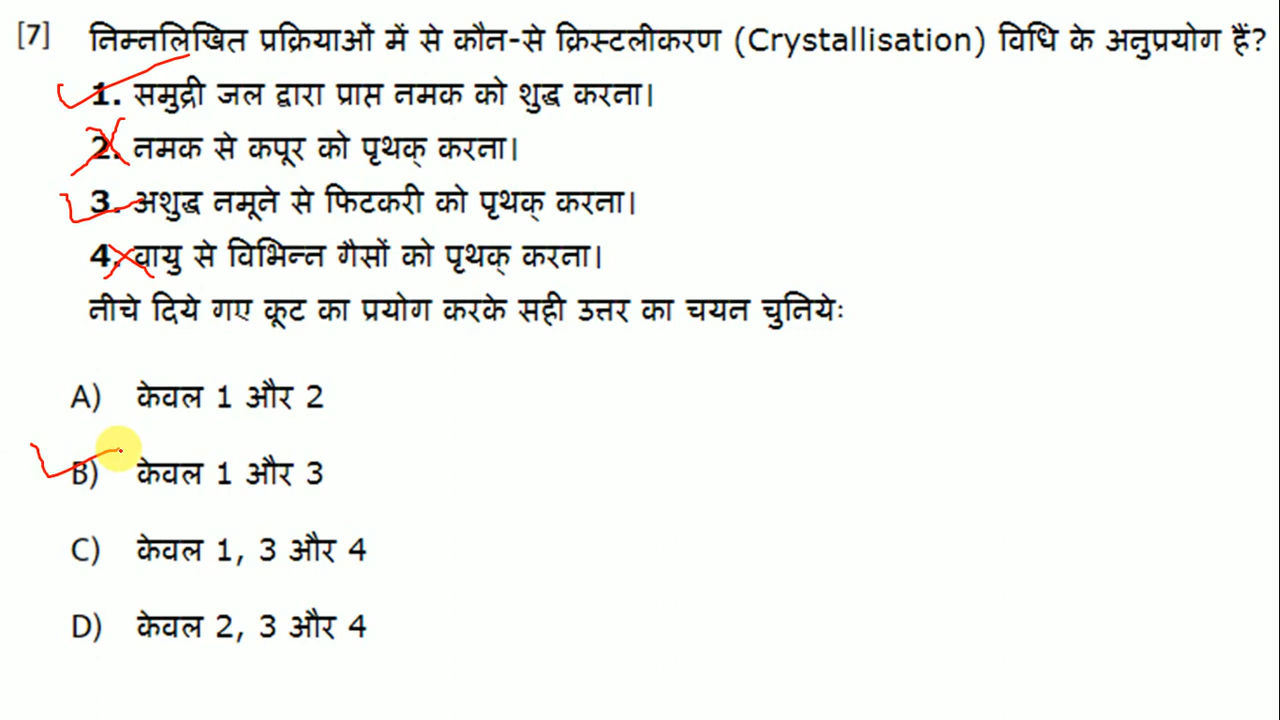 [7] निम्नलिखित प्रक्रियाओं में से कौन-से क्रिस्टलीकरण (Crystallisation) विधि के अनुप्रयोग हैं?
1. समुद्री जल द्वारा प्राप्त नमक को शुद्ध करना।
2. नमक से कपूर को पृथक् करना।
3. अशुद्ध नमूने से फिटकरी को पृथक् करना।
4. वायु से विभिन्न गैसों को पृथक् करना।
नीचे दिये गए कूट का प्रयोग करके सही उत्तर का चयन चुनियेः
A) केवल 1 और 2
B) केवल 1 और 3
C) केवल 1, 3 और 4
D) केवल 2, 3 और 4